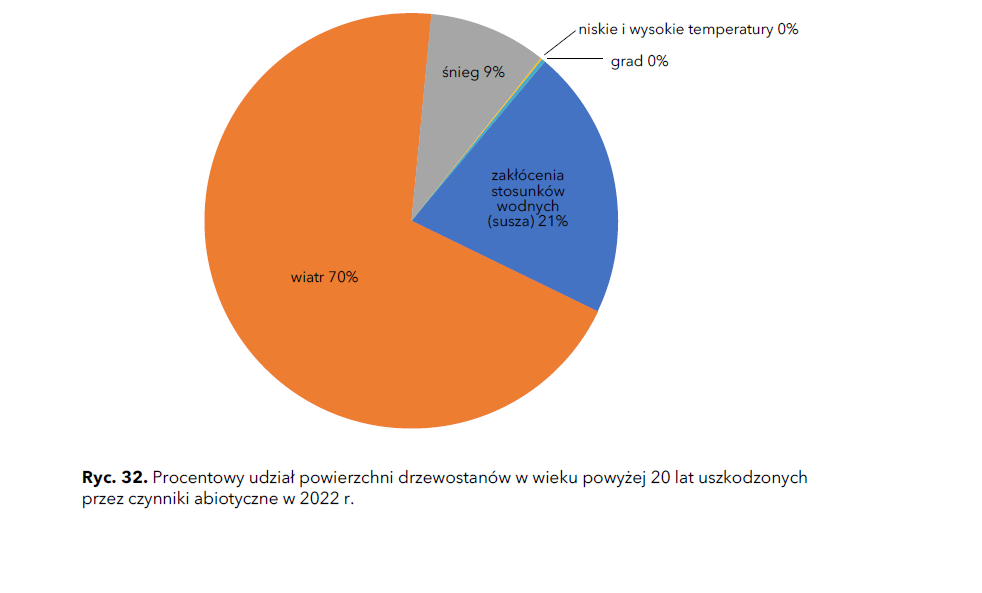 niskie i wysokie temperatury 0%
grad 0%
śnieg 9%
zakłócenia
stosunków
wodnych
(susza) 21%
wiatr 70%
Ryc. 32. Procentowy udział powierzchni drzewostanów w wieku powyżej 20 lat uszkodzonych
przez czynniki abiotyczne w 2022 r.